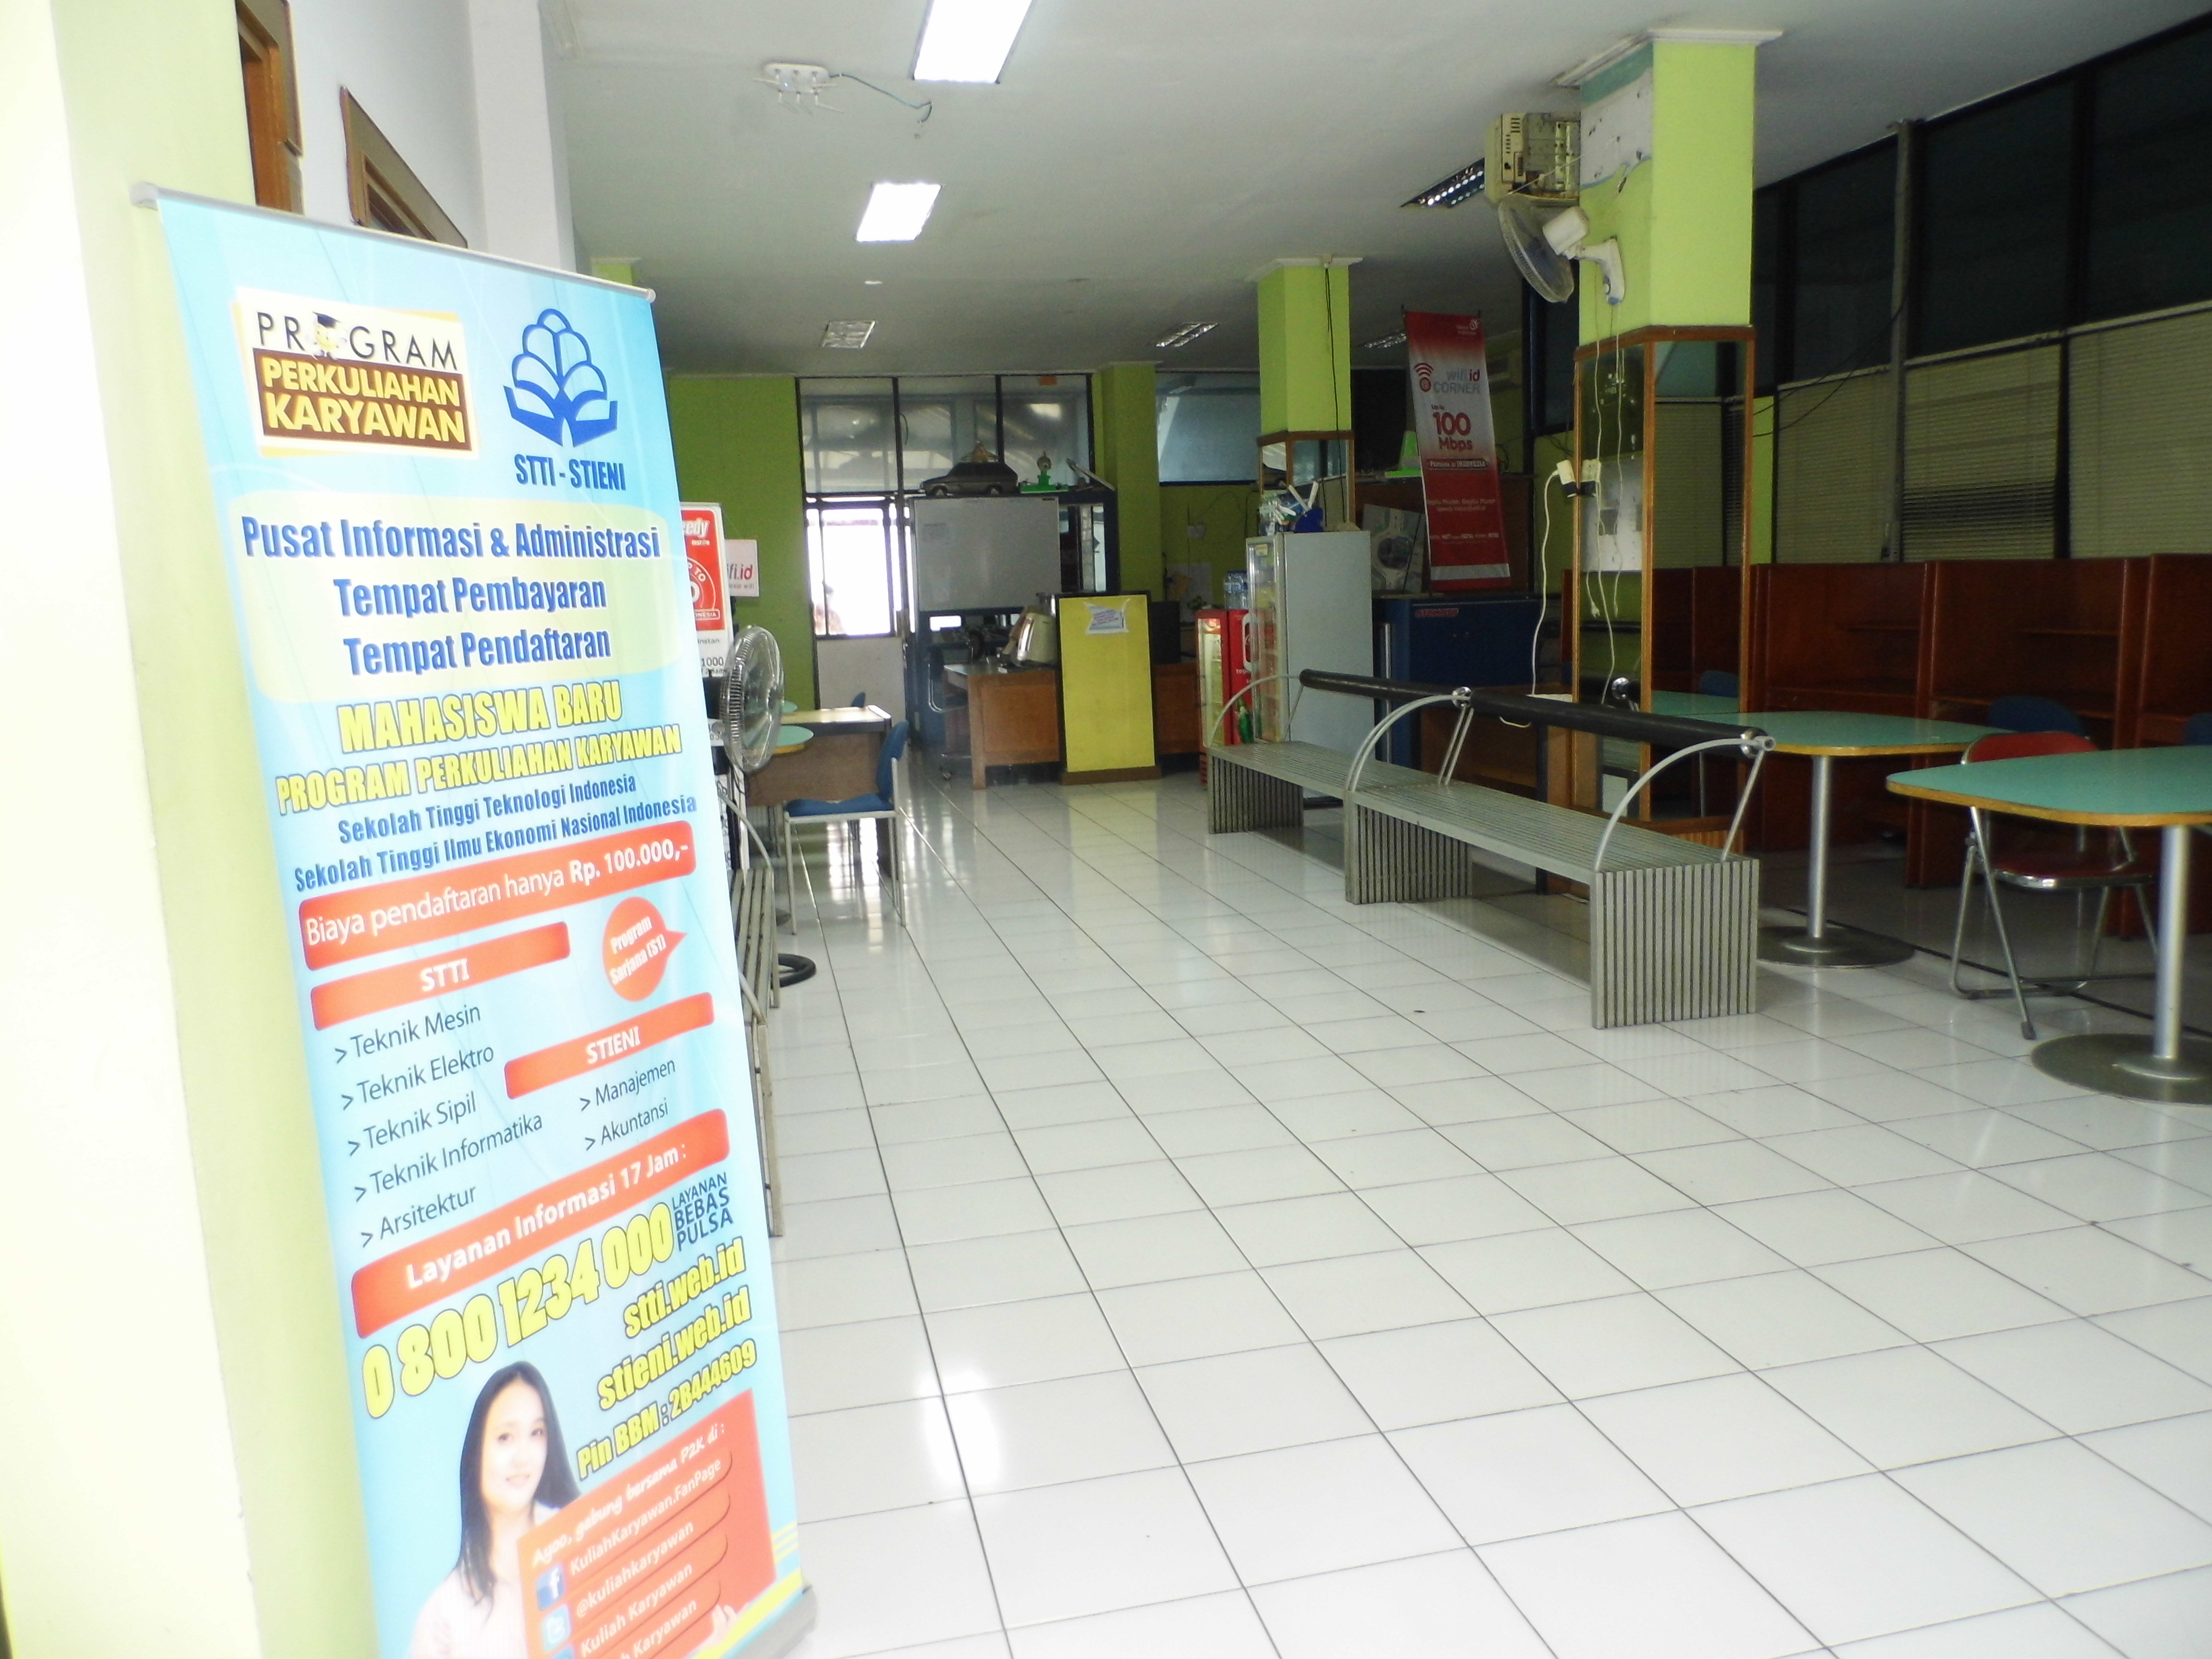 PROGRAM
PERKULIAHAN
KARYAWAN
STTI - STIENI
Pusat Informasi & Administrasi
Tempat Pembayaran
Tempat Pendaftaran
MAHASISWA BARU
PROGRAM PERKULIAHAN KARYAWAN
Sekolah Tinggi Teknologi Indonesia
Sekolah Tinggi Ilmu Ekonomi Nasional Indonesia
Biaya pendaftaran hanya Rp. 100.000,-
Program
Sarjana (S1)
STTI
> Teknik Mesin
> Teknik Elektro
> Teknik Sipil
> Teknik Informatika
> Arsitektur
STIENI
> Manajemen
> Akuntansi
Layanan Informasi 17 Jam :
0 800 1234 000
LAYANAN
BEBAS
PULSA
stti.web.id
stieni.web.id
Pin BBM : 2B444609
Ayoo, gabung bersama P2K di :
KuliahKaryawan.FanPage
@kuliahkaryawan
Kuliah Karyawan
Karyawan
wifi.id
CORNER
100
Mbps